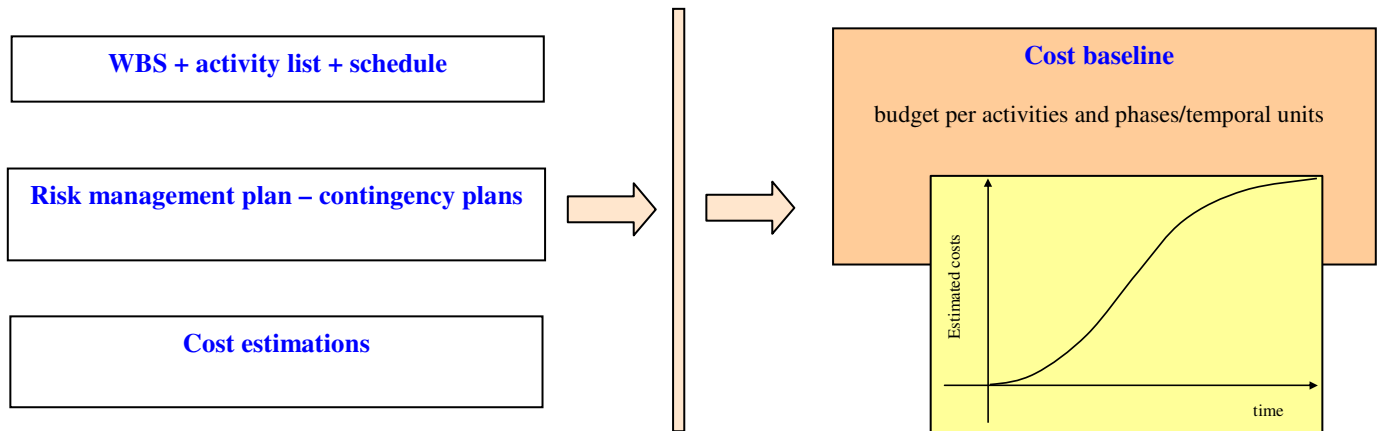 WBS + activity list + schedule
Risk management plan – contingency plans
Cost estimations
Cost baseline
budget per activities and phases/temporal units
Estimated costs
time